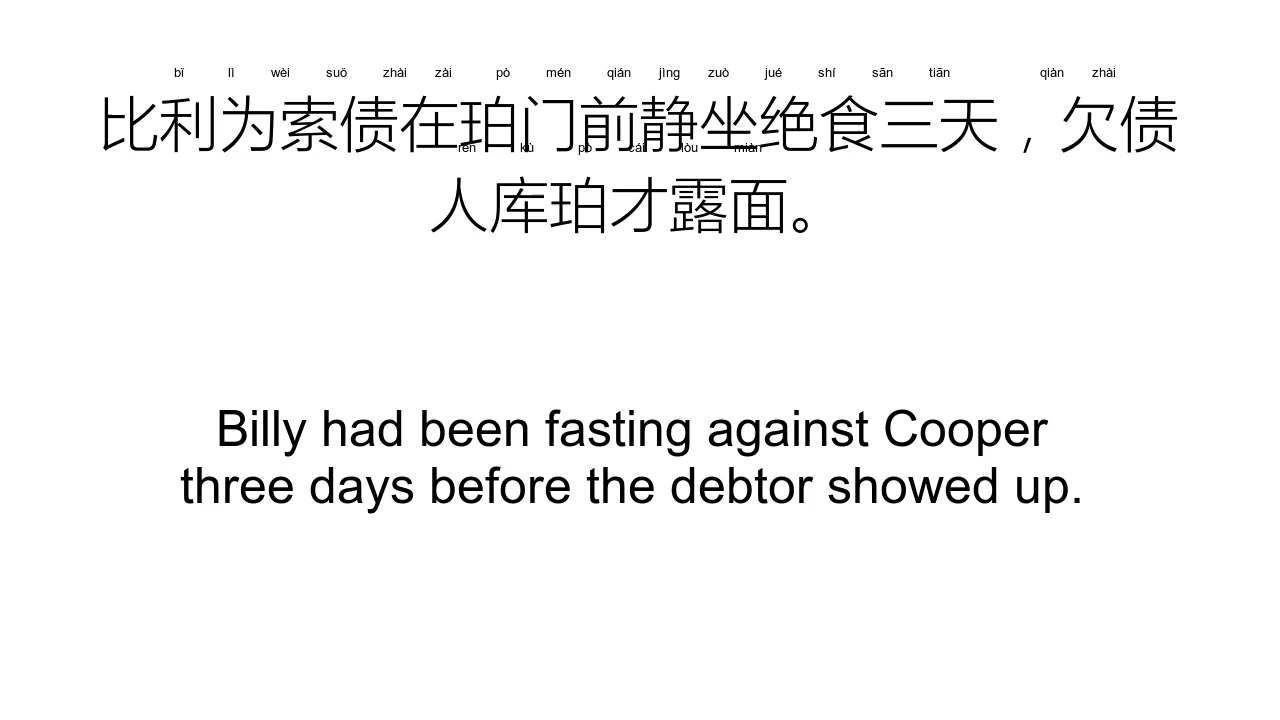 bǐ lì wèi suǒ zhài zài pò mén qián jìng zuò jué shí sān tiān qiàn zhài
比利为索债在珀门前静坐绝食三天，欠债
rén kù pò cái lòu miàn
人库珀才露面。
Billy had been fasting against Cooper
three days before the debtor showed up.